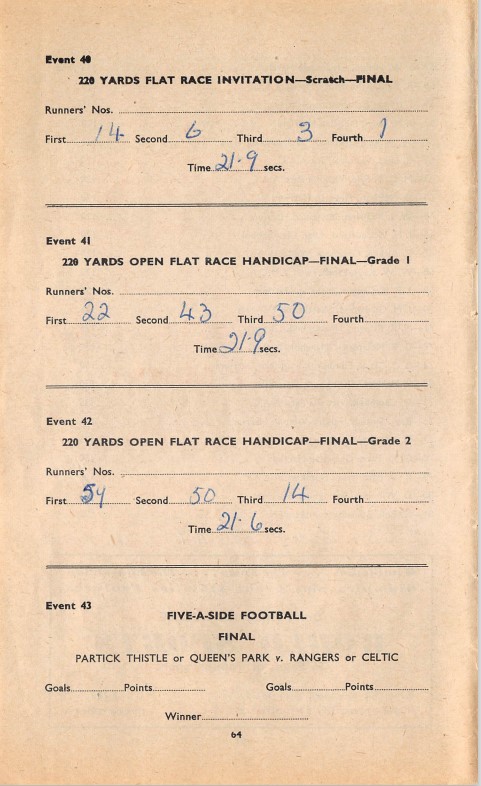 Event 40
220 YARDS FLAT RACE INVITATION—Scratch—FINAL
Runners' Nos.
First 14 Second 6 Third 3 Fourth 1
Time 21·9 secs.
Event 41
220 YARDS OPEN FLAT RACE HANDICAP—FINAL—Grade 1
Runners' Nos.
First 22 Second 43 Third 50 Fourth
Time 21·9 secs.
Event 42
220 YARDS OPEN FLAT RACE HANDICAP—FINAL—Grade 2
Runners' Nos.
First 54 Second 50 Third 14 Fourth
Time 21·6 secs.
Event 43
FIVE-A-SIDE FOOTBALL
FINAL
PARTICK THISTLE or QUEEN'S PARK v. RANGERS or CELTIC
Goals Points Goals Points
Winner
64